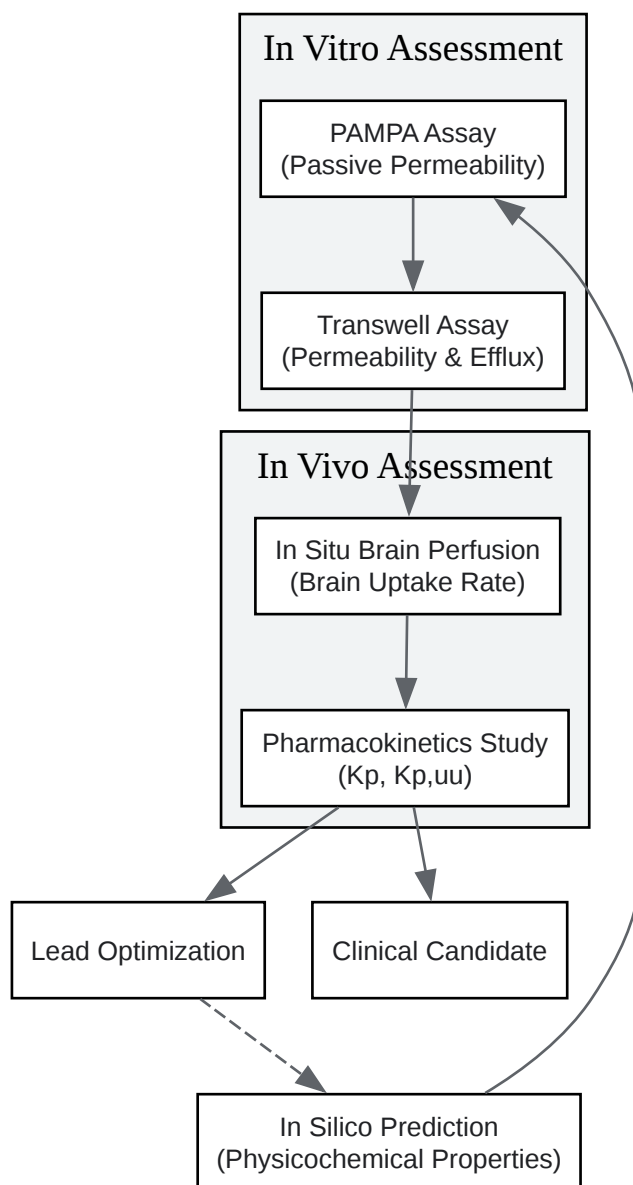 In Vitro Assessment
PAMPA Assay
(Passive Permeability)
Transwell Assay
(Permeability & Efflux)
In Vivo Assessment
In Situ Brain Perfusion
(Brain Uptake Rate)
Pharmacokinetics Study
(Kp, Kp,uu)
Lead Optimization
Clinical Candidate
In Silico Prediction
(Physicochemical Properties)